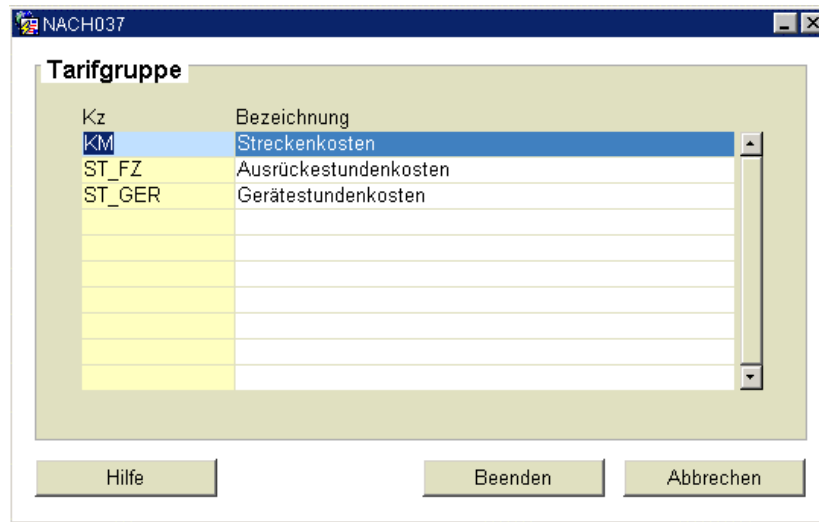 NACH037
Tarifgruppe
Kz Bezeichnung
KM Streckenkosten
ST_FZ Ausrückestundenkosten
ST_GER Gerätestundenkosten
Hilfe Beenden Abbrechen